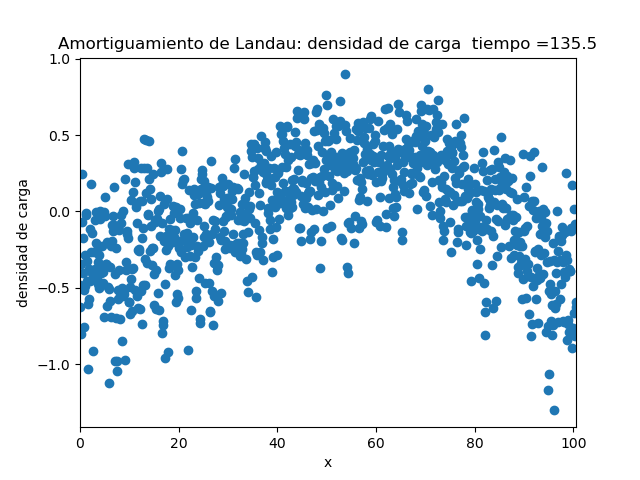 Amortiguamiento de Landau: densidad de carga  tiempo =135.5
1.0
0.5
0.0
−0.5
−1.0
densidad de carga
0 20 40 60 80 100
x